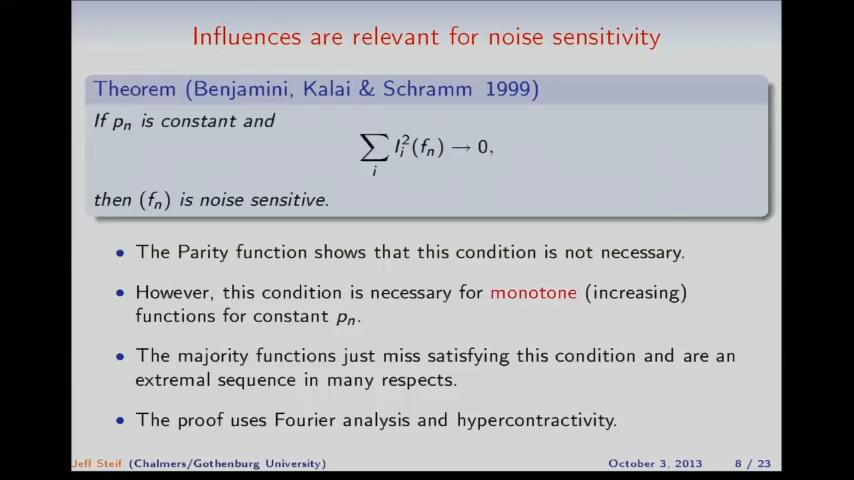 Influences are relevant for noise sensitivity
Theorem (Benjamini, Kalai & Schramm 1999)
If pₙ is constant and
∑ᵢ Iᵢ²(fₙ) → 0,
then (fₙ) is noise sensitive.
• The Parity function shows that this condition is not necessary.
• However, this condition is necessary for monotone (increasing)
functions for constant pₙ.
• The majority functions just miss satisfying this condition and are an
extremal sequence in many respects.
• The proof uses Fourier analysis and hypercontractivity.
Jeff Steif (Chalmers/Gothenburg University) October 3, 2013 8 / 23